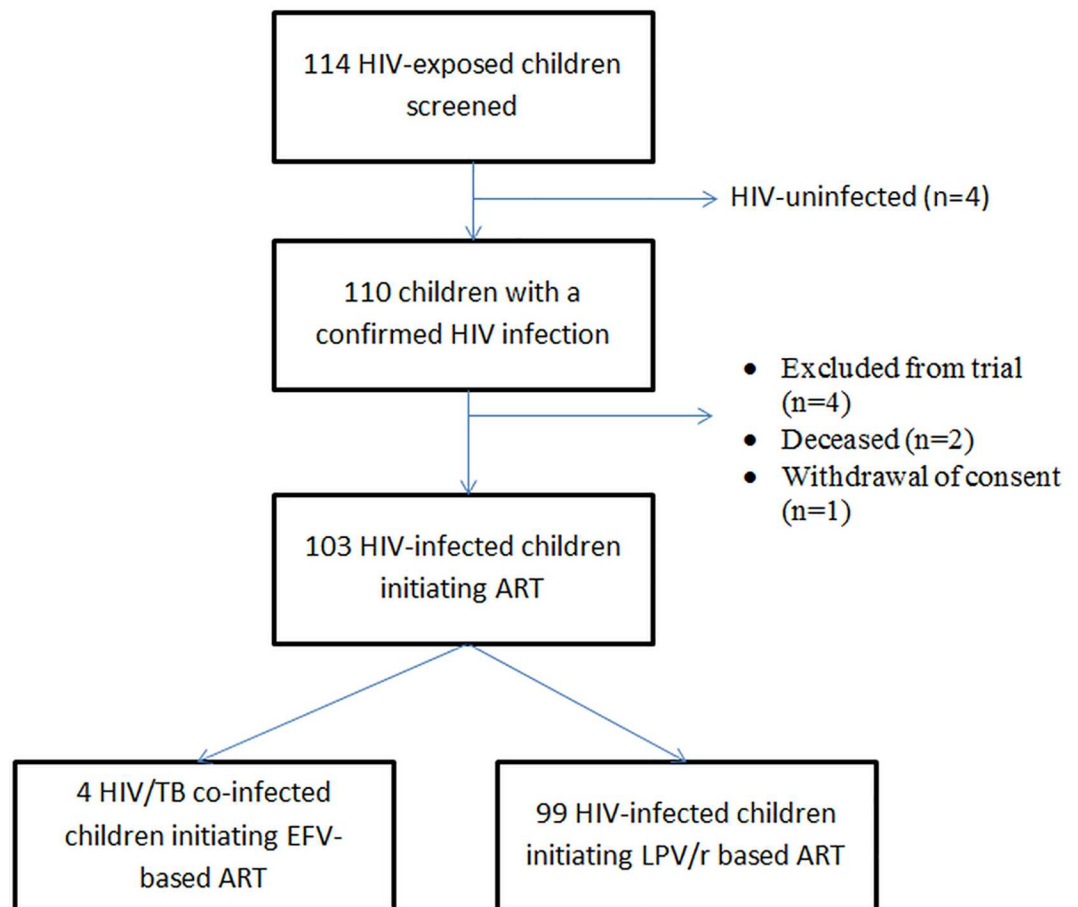 114 HIV-exposed children
screened
HIV-uninfected (n=4)
110 children with a
confirmed HIV infection
• Excluded from trial
(n=4)
• Deceased (n=2)
• Withdrawal of consent
(n=1)
103 HIV-infected children
initiating ART
4 HIV/TB co-infected
children initiating EFV-
based ART
99 HIV-infected children
initiating LPV/r based ART